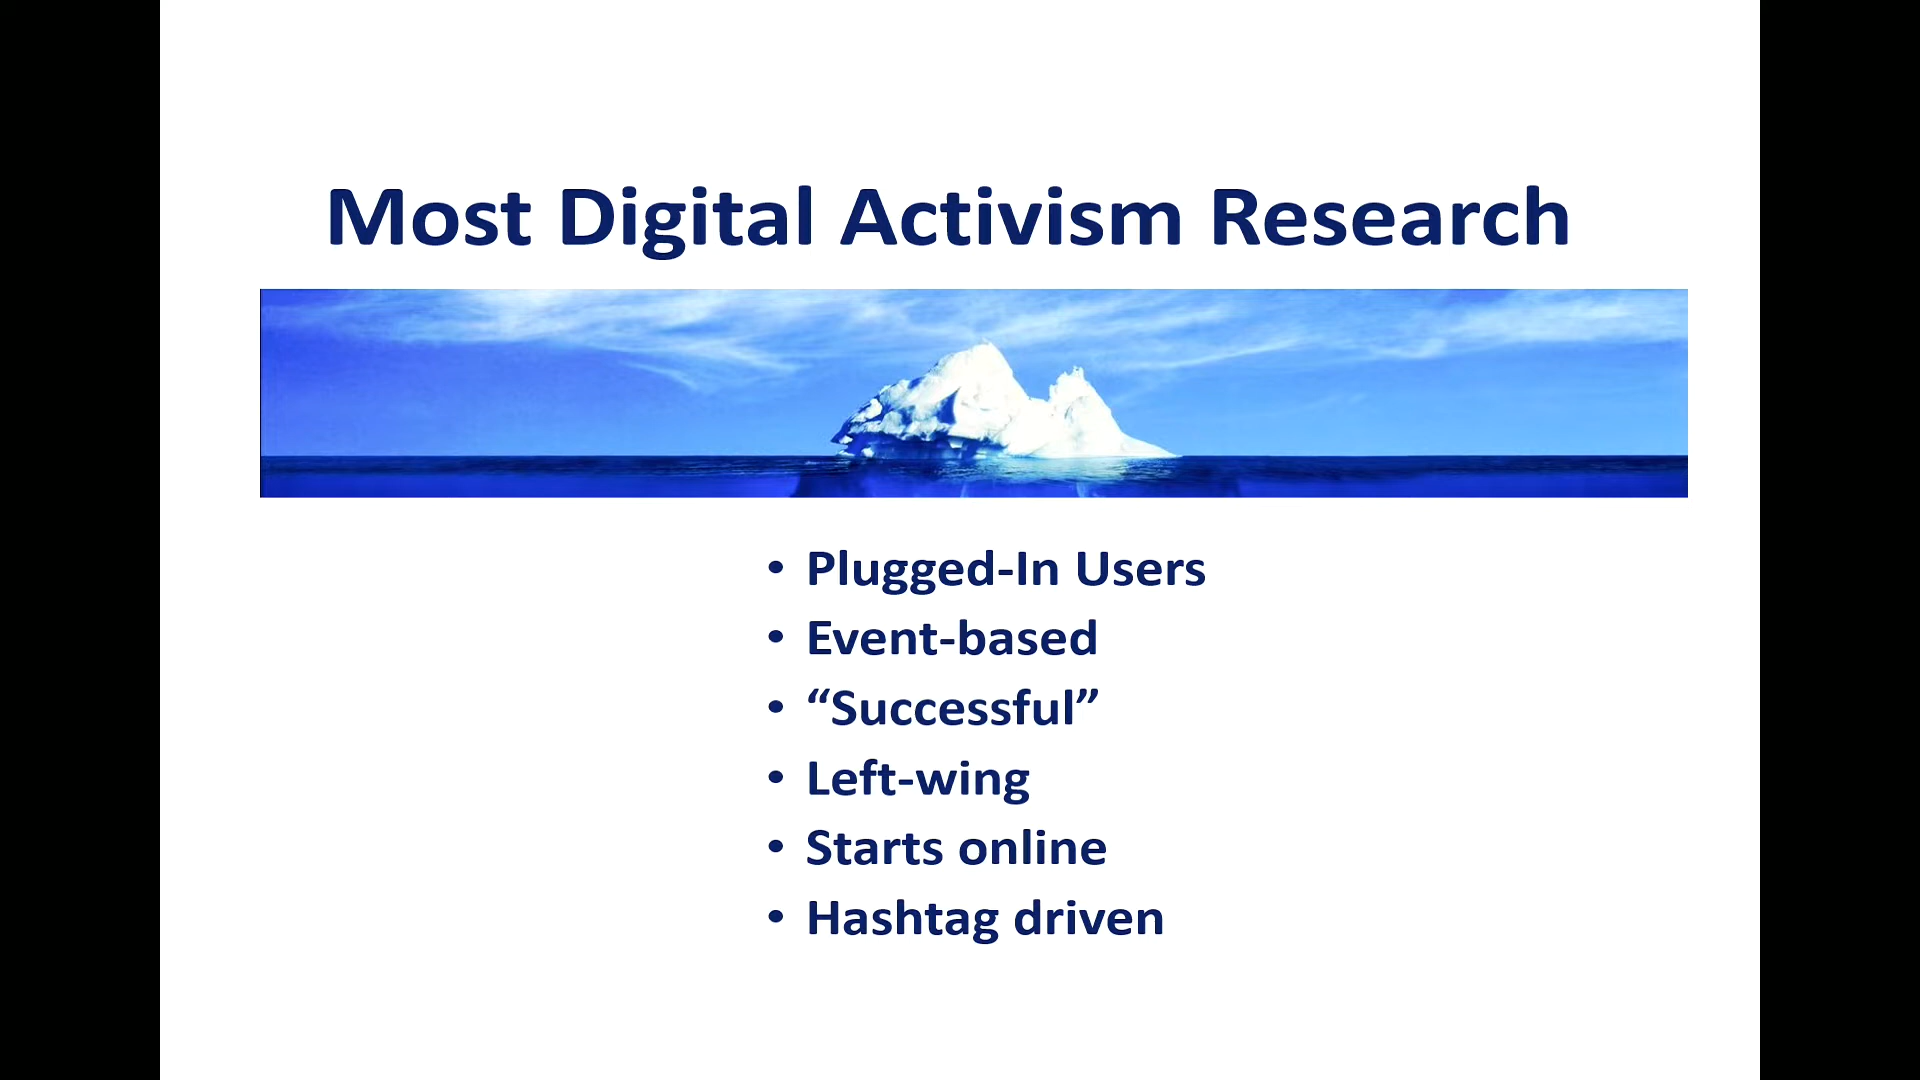 Most Digital Activism Research
• Plugged-In Users
• Event-based
• “Successful”
• Left-wing
• Starts online
• Hashtag driven